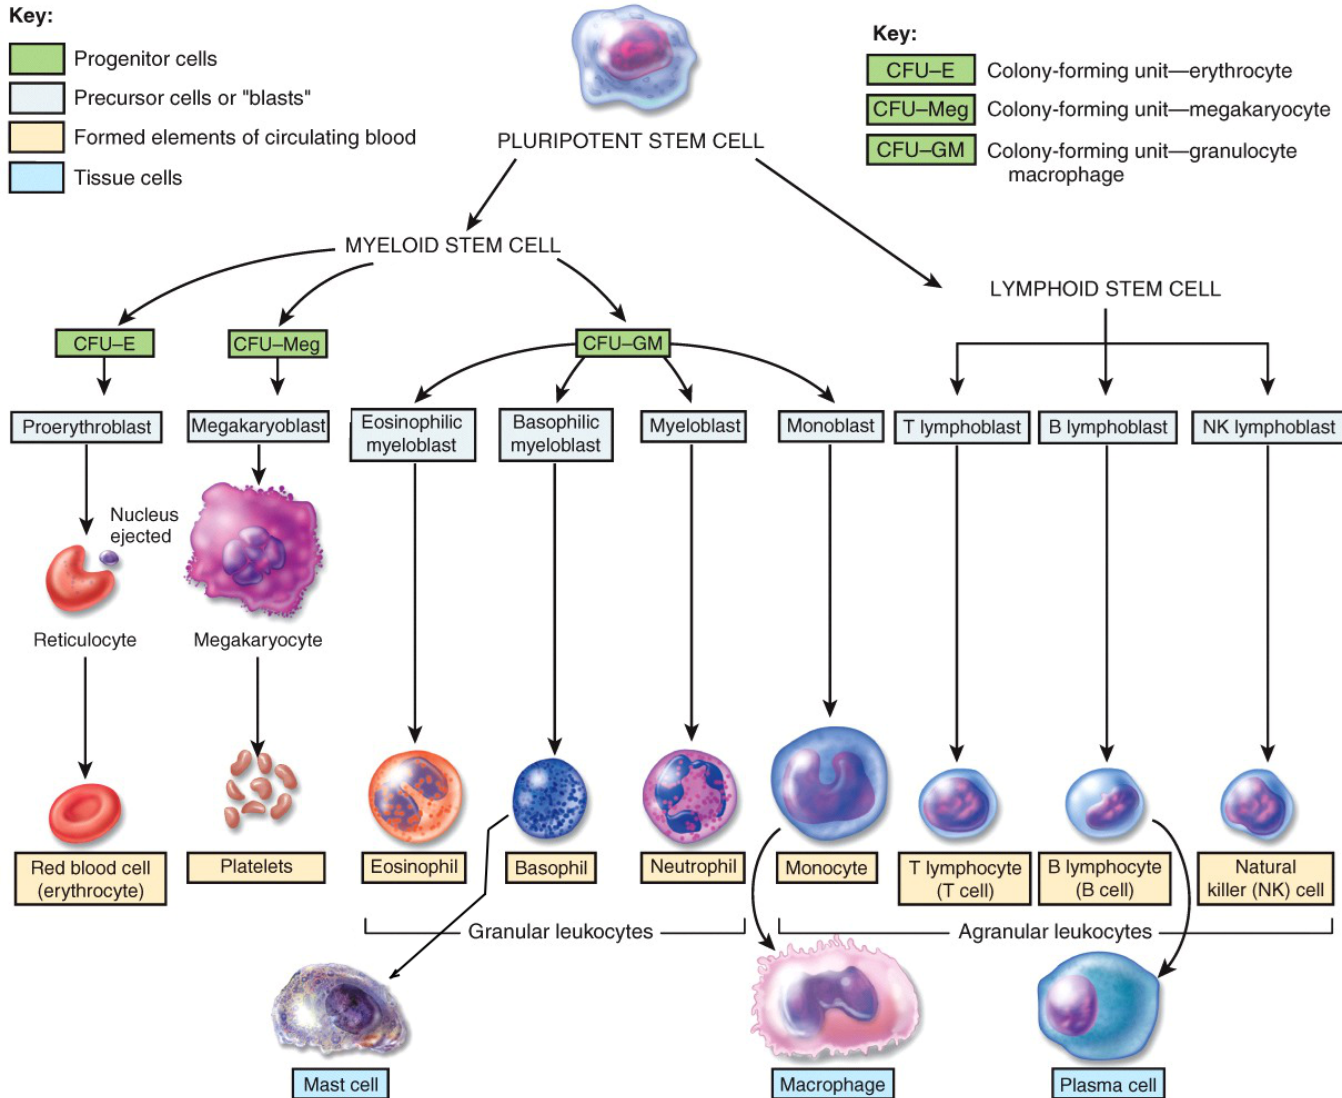 Key:
Progenitor cells
Precursor cells or "blasts"
Formed elements of circulating blood
Tissue cells
Key:
CFU–E Colony-forming unit—erythrocyte
CFU–Meg Colony-forming unit—megakaryocyte
CFU–GM Colony-forming unit—granulocyte
macrophage
PLURIPOTENT STEM CELL
MYELOID STEM CELL
LYMPHOID STEM CELL
CFU–E
CFU–Meg
CFU–GM
Proerythroblast
Megakaryoblast
Eosinophilic
myeloblast
Basophilic
myeloblast
Myeloblast
Monoblast
T lymphoblast
B lymphoblast
NK lymphoblast
Nucleus
ejected
Reticulocyte
Megakaryocyte
Red blood cell
(erythrocyte)
Platelets
Eosinophil
Basophil
Neutrophil
Monocyte
T lymphocyte
(T cell)
B lymphocyte
(B cell)
Natural
killer (NK) cell
Granular leukocytes
Agranular leukocytes
Mast cell
Macrophage
Plasma cell